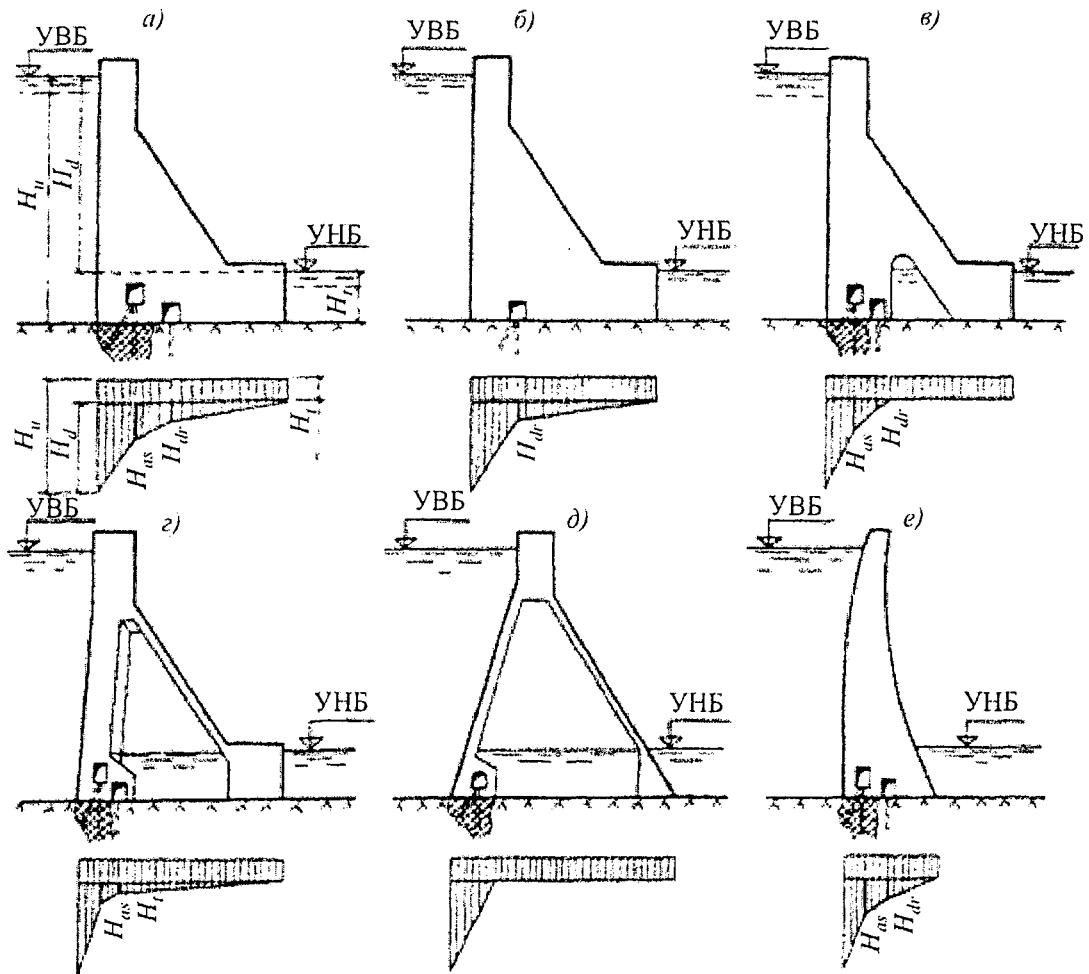 а)
б)
в)
УВБ
УВБ
УВБ
H_u
H_d
УНБ
УНБ
УНБ
H_t
H_u
H_d
H_as
H_dr
H_t
H_dr
H_as
H_dr
УВБ
г)
УВБ
д)
УВБ
е)
УНБ
УНБ
УНБ
H_as
H_t
H_as
H_dr